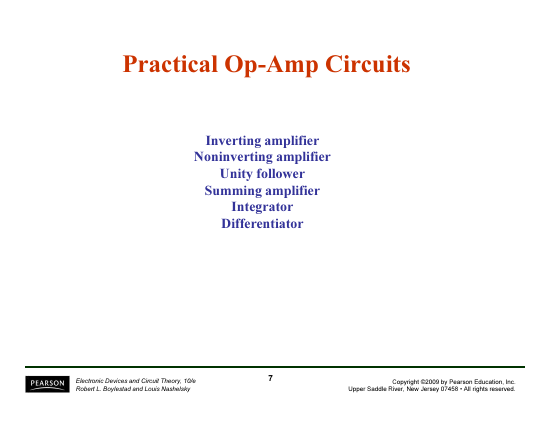 Practical Op-Amp Circuits
Inverting amplifier
Noninverting amplifier
Unity follower
Summing amplifier
Integrator
Differentiator
PEARSON
Electronic Devices and Circuit Theory, 10/e
Robert L. Boylestad and Louis Nashelsky
7
Copyright ©2009 by Pearson Education, Inc.
Upper Saddle River, New Jersey 07458 • All rights reserved.